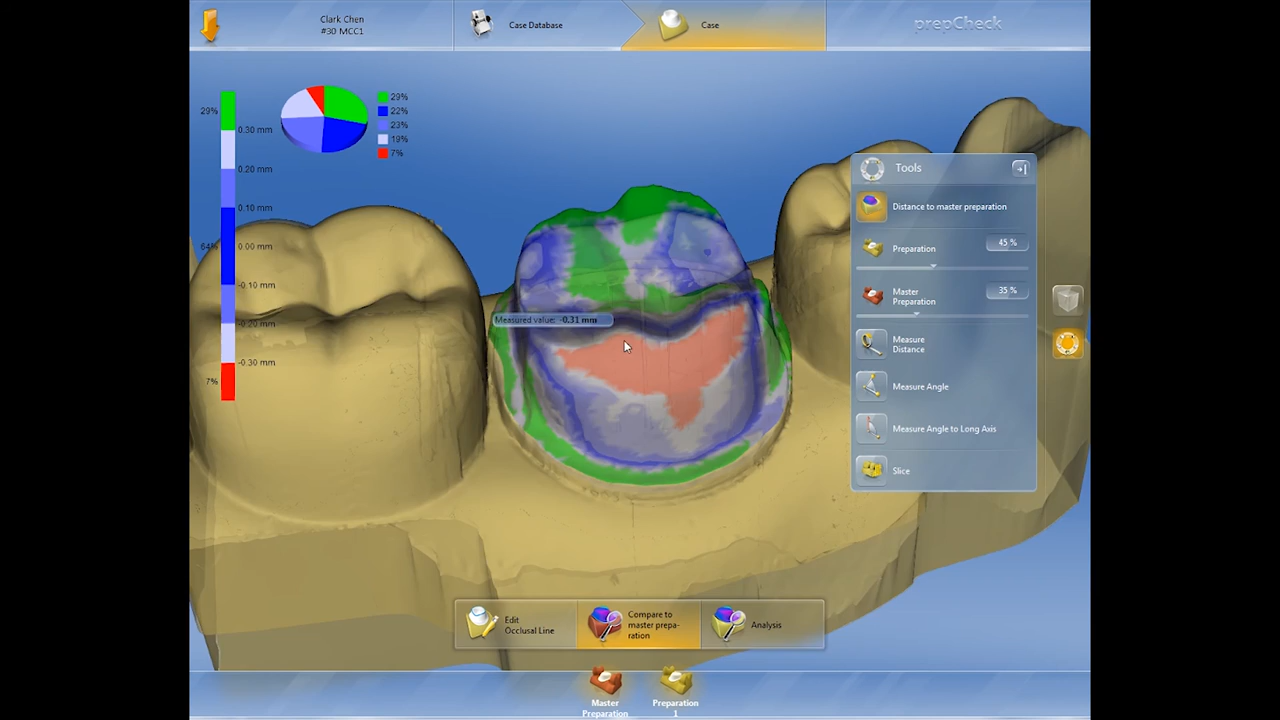 Clark Chen
#30 MCC1
Case Database
Case
prepCheck
29%
0.30 mm
0.20 mm
0.10 mm
64%
0.00 mm
-0.10 mm
-0.20 mm
-0.30 mm
7%
29%
22%
23%
19%
7%
Measured value: -0.31 mm
Tools
Distance to master preparation
Preparation
45 %
Master
Preparation
35 %
Measure
Distance
Measure Angle
Measure Angle to Long Axis
Slice
Edit
Occlusal Line
Compare to
master prepa-
ration
Analysis
Master
Preparation
Preparation
1